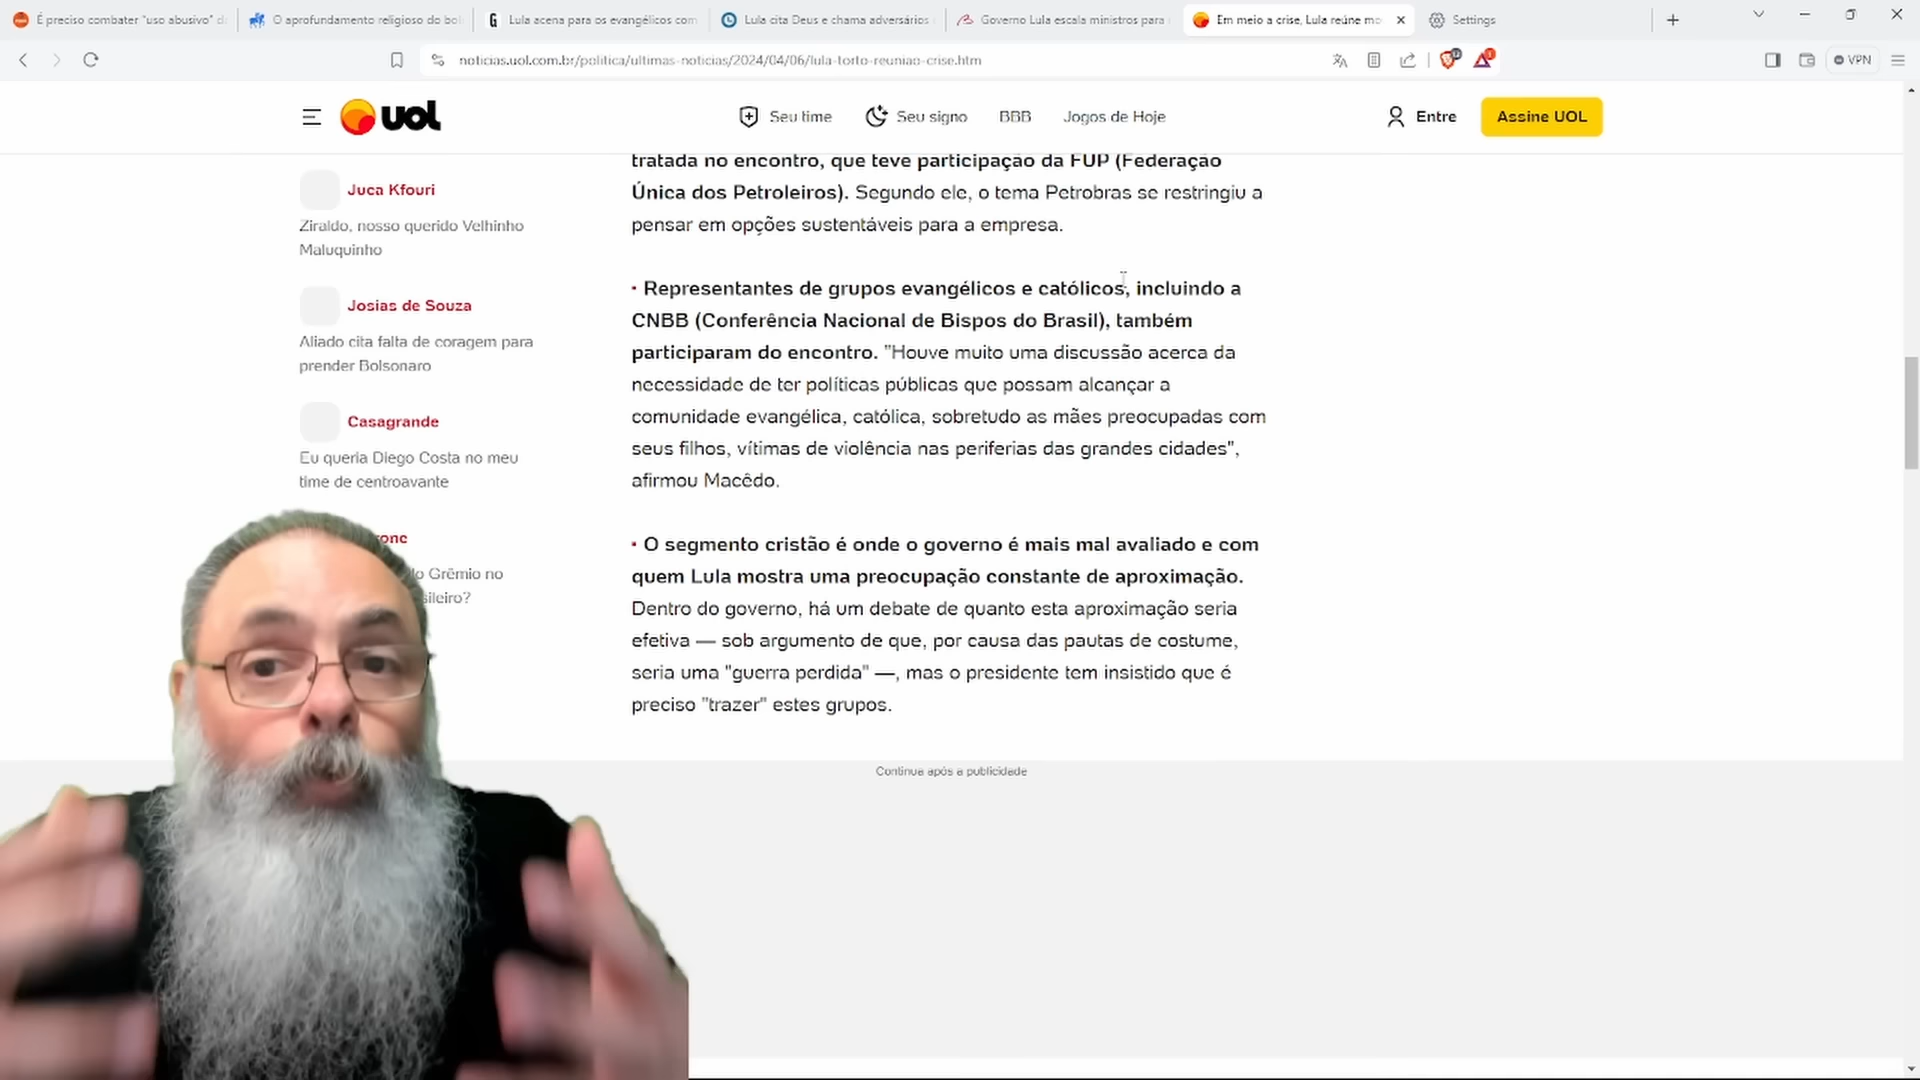 É preciso combater "uso abusivo" d
O aprofundamento religioso do bol
Lula acena para os evangélicos com
Lula cita Deus e chama adversários
Governo Lula escala ministros para
Em meio a crise, Lula reúne mo
Settings
noticias.uol.com.br/politica/ultimas-noticias/2024/04/06/lula-torto-reuniao-crise.htm
VPN
UOL
Seu time
Seu signo
BBB
Jogos de Hoje
Entre
Assine UOL
Juca Kfouri
Ziraldo, nosso querido Velhinho
Maluquinho
Josias de Souza
Aliado cita falta de coragem para
prender Bolsonaro
Casagrande
Eu queria Diego Costa no meu
time de centroavante
rone
lo Grêmio no
sileiro?
tratada no encontro, que teve participação da FUP (Federação
Única dos Petroleiros). Segundo ele, o tema Petrobras se restringiu a
pensar em opções sustentáveis para a empresa.
· Representantes de grupos evangélicos e católicos, incluindo a
CNBB (Conferência Nacional de Bispos do Brasil), também
participaram do encontro. "Houve muito uma discussão acerca da
necessidade de ter políticas públicas que possam alcançar a
comunidade evangélica, católica, sobretudo as mães preocupadas com
seus filhos, vítimas de violência nas periferias das grandes cidades",
afirmou Macêdo.
· O segmento cristão é onde o governo é mais mal avaliado e com
quem Lula mostra uma preocupação constante de aproximação.
Dentro do governo, há um debate de quanto esta aproximação seria
efetiva — sob argumento de que, por causa das pautas de costume,
seria uma "guerra perdida" —, mas o presidente tem insistido que é
preciso "trazer" estes grupos.
Continua após a publicidade